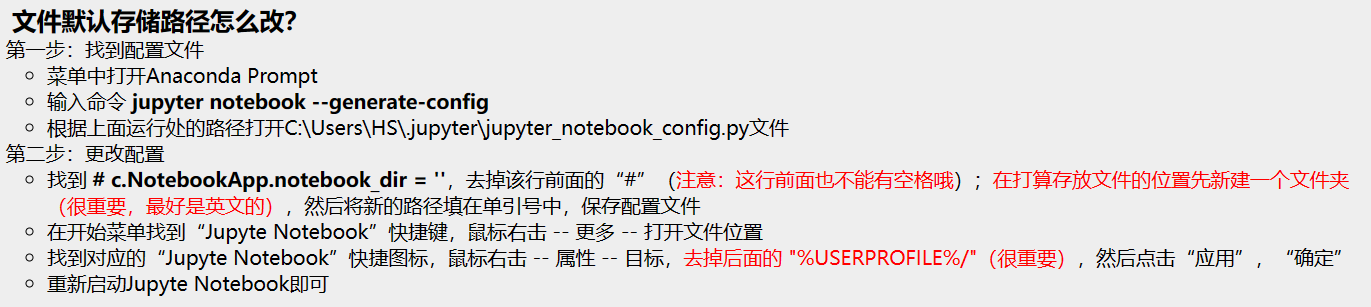 文件默认存储路径怎么改？
第一步：找到配置文件
菜单中打开Anaconda Prompt
输入命令 jupyter notebook --generate-config
根据上面运行处的路径打开C:\Users\HS\.jupyter\jupyter_notebook_config.py文件
第二步：更改配置
找到 # c.NotebookApp.notebook_dir = ''，去掉该行前面的“#”（注意：这行前面也不能有空格哦）；在打算存放文件的位置先新建一个文件夹
（很重要，最好是英文的），然后将新的路径填在单引号中，保存配置文件
在开始菜单找到“Jupyte Notebook”快捷键，鼠标右击 -- 更多 -- 打开文件位置
找到对应的“Jupyte Notebook”快捷图标，鼠标右击 -- 属性 -- 目标，去掉后面的 "%USERPROFILE%/"（很重要），然后点击“应用”，“确定”
重新启动Jupyte Notebook即可